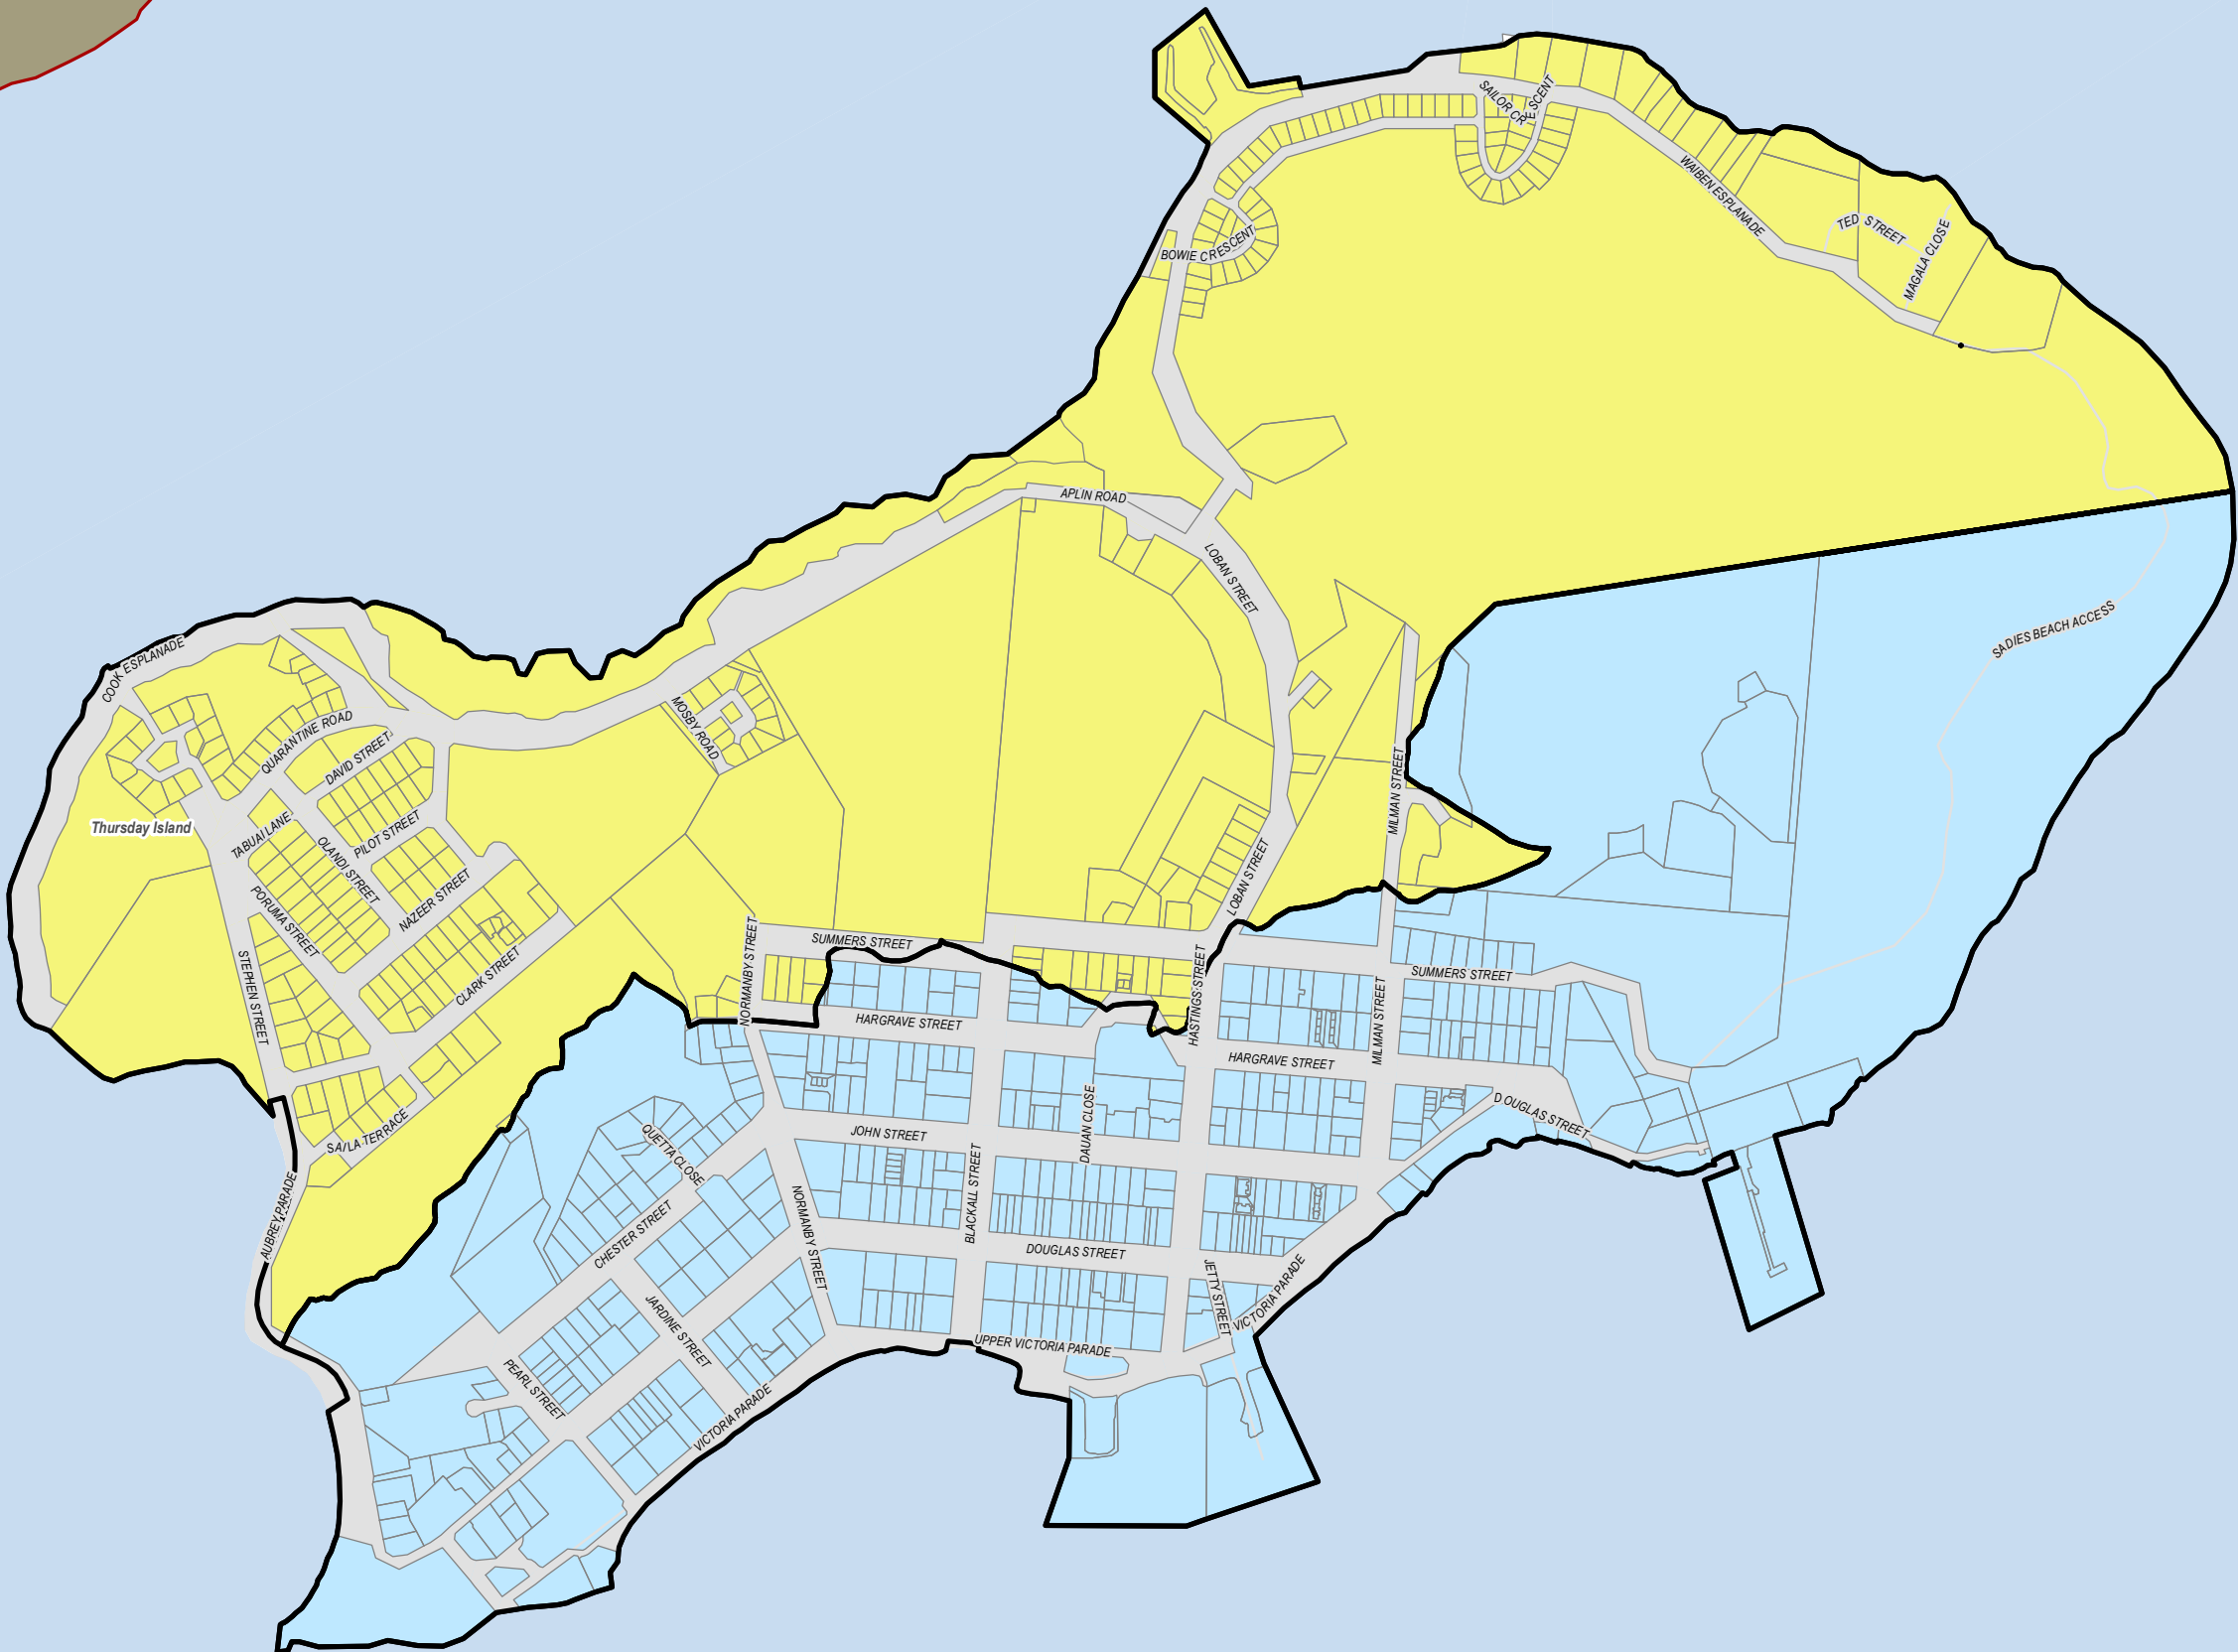 SAILOR CRESCENT
WAIBEN ESPLANADE
TED STREET
MAGALA CLOSE
BOWIE CRESCENT
APLIN ROAD
LOBAN STREET
SADIES BEACH ACCESS
COOK ESPLANADE
QUARANTINE ROAD
DAVID STREET
MOSBY ROAD
MILMAN STREET
Thursday Island
TABUAI LANE
OLANDI STREET
PILOT STREET
PORUMA STREET
NAZEER STREET
LOBAN STREET
STEPHEN STREET
CLARK STREET
NORMANBY STREET
SUMMERS STREET
HASTINGS STREET
SUMMERS STREET
MILMAN STREET
HARGRAVE STREET
HARGRAVE STREET
DOUGLAS STREET
DAUAN CLOSE
SAILA TERRACE
JOHN STREET
QUETTA CLOSE
AUBREY PARADE
BLACKALL STREET
NORMANBY STREET
CHESTER STREET
DOUGLAS STREET
JETTY STREET
VICTORIA PARADE
JARDINE STREET
UPPER VICTORIA PARADE
PEARL STREET
VICTORIA PARADE